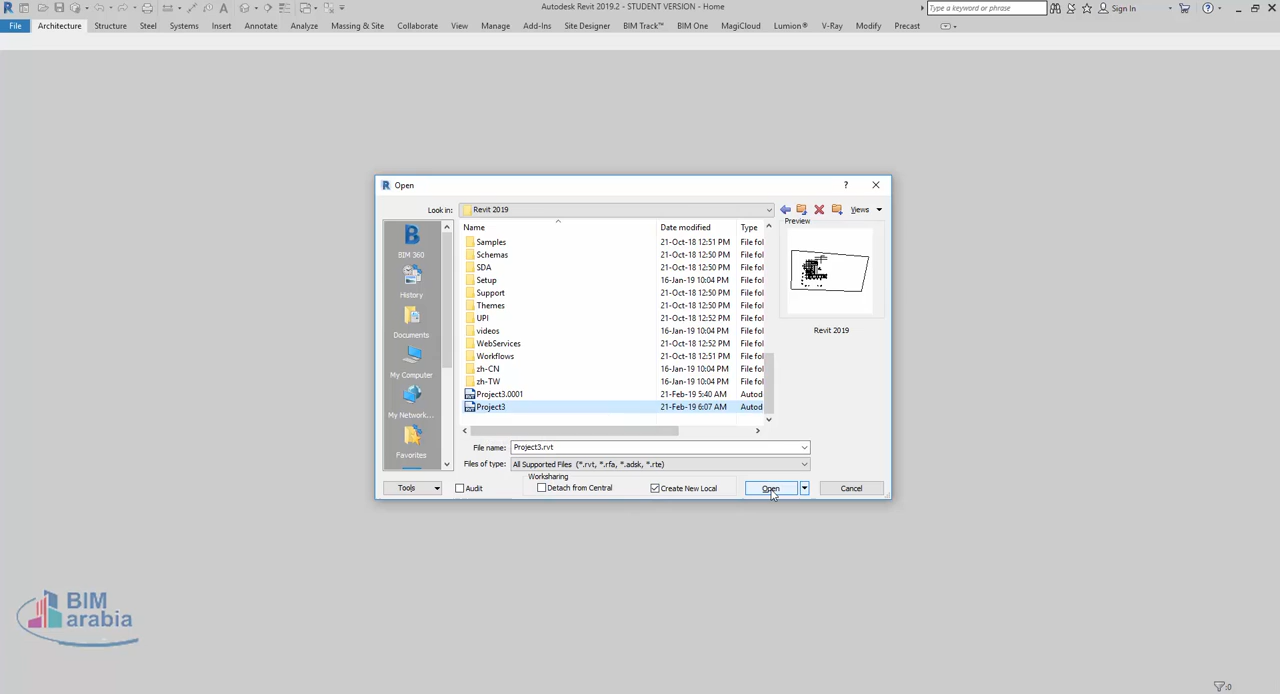 Autodesk Revit 2019.2 - STUDENT VERSION - Home
Type a keyword or phrase
Sign In
File Architecture Structure Steel Systems Insert Annotate Analyze Massing & Site Collaborate View Manage Add-Ins Site Designer BIM Track™ BIM One MagiCloud Lumion® V-Ray Modify Precast
Open
Look in: Revit 2019
Views
Preview
Name Date modified Type
Samples 21-Oct-18 12:51 PM File fol
Schemas 21-Oct-18 12:50 PM File fol
SDA 21-Oct-18 12:50 PM File fol
Setup 16-Jan-19 10:04 PM File fol
Support 21-Oct-18 12:50 PM File fol
Themes 21-Oct-18 12:50 PM File fol
UPI 21-Oct-18 12:52 PM File fol
videos 16-Jan-19 10:04 PM File fol
WebServices 21-Oct-18 12:52 PM File fol
Workflows 21-Oct-18 12:51 PM File fol
zh-CN 16-Jan-19 10:04 PM File fol
zh-TW 16-Jan-19 10:04 PM File fol
Project3.0001 21-Feb-19 5:40 AM Autod
Project3 21-Feb-19 6:07 AM Autod
BIM 360
History
Documents
My Computer
My Network...
Favorites
Revit 2019
File name: Project3.rvt
Files of type: All Supported Files (*.rvt, *.rfa, *.adsk, *.rte)
Worksharing
Tools Audit Detach from Central Create New Local Open Cancel
BIM
arabia
:0